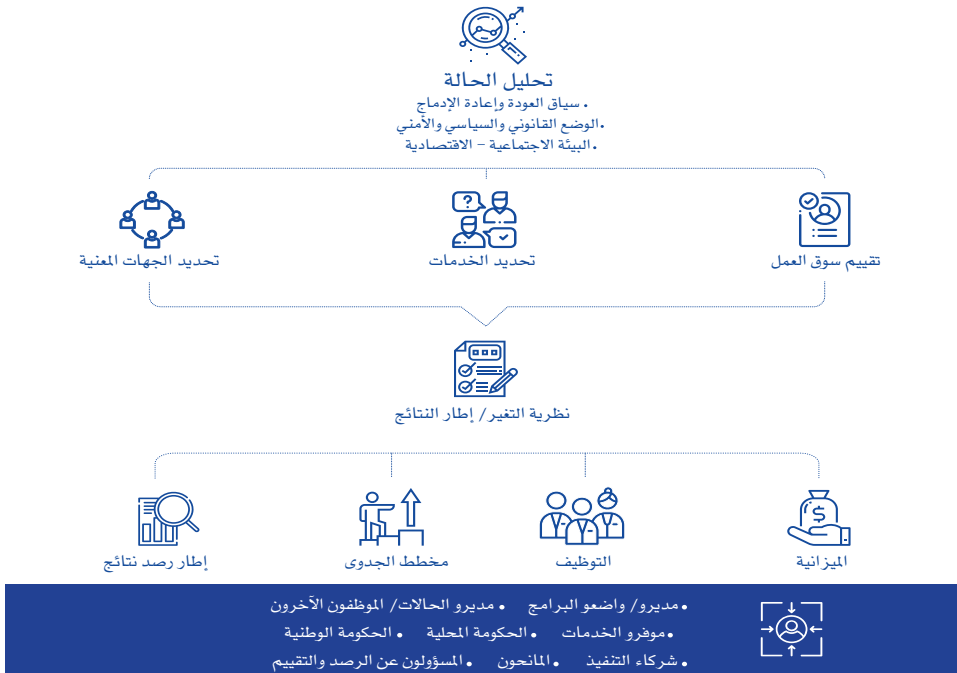 تحليل الحالة
• سياق العودة وإعادة الإدماج
• الوضع القانوني والسياسي والأمني
• البيئة الاجتماعية – الاقتصادية
تقييم سوق العمل
تحديد الخدمات
تحديد الجهات المعنية
نظرية التغير/ إطار النتائج
الميزانية
التوظيف
مخطط الجدوى
إطار رصد نتائج
• مديرو/ واضعو البرامج • مديرو الحالات/ الموظفون الآخرون
• موفرو الخدمات • الحكومة المحلية • الحكومة الوطنية
• شركاء التنفيذ • المانحون • المسؤولون عن الرصد والتقييم